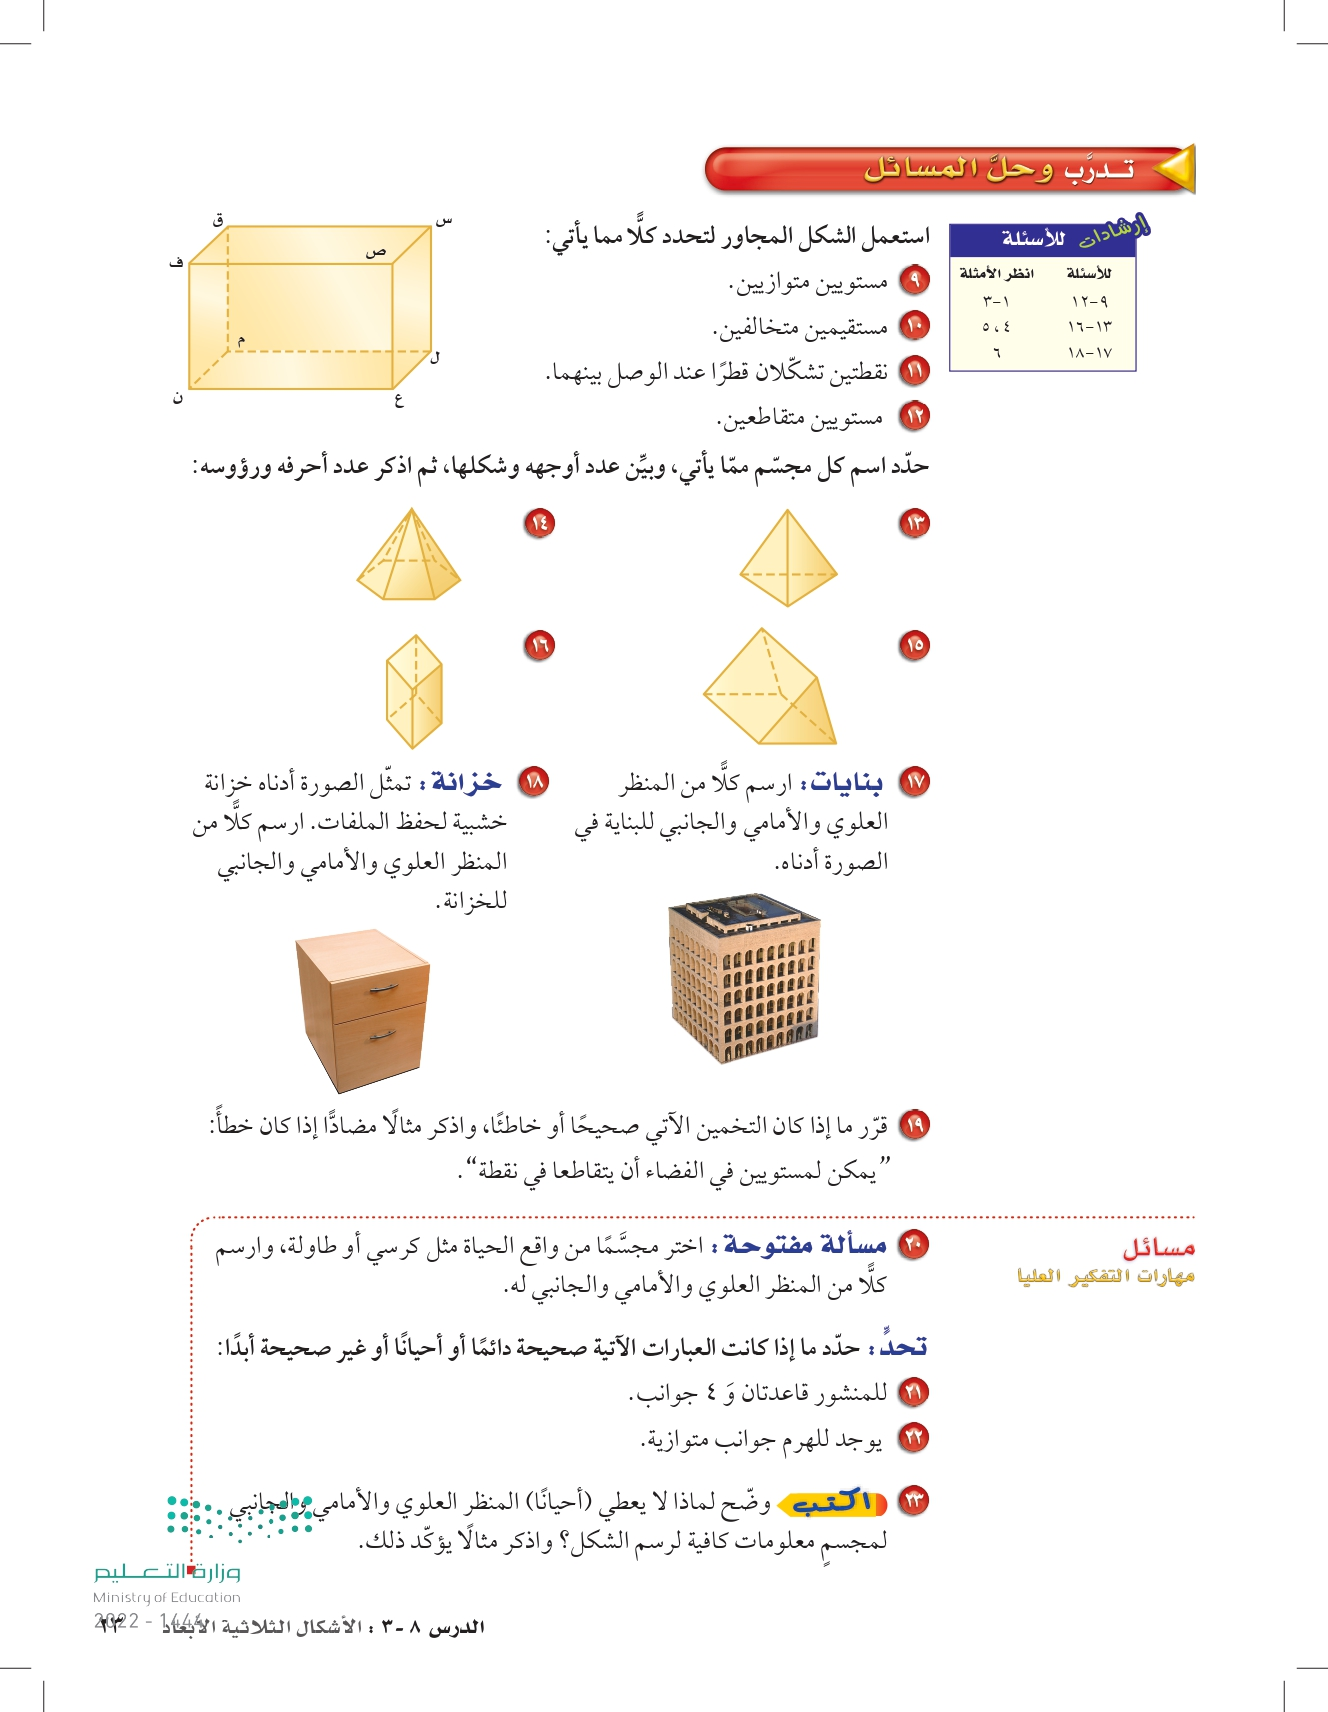 تـدرَّب وحلَّ المسائل
إرشادات للأسئلة
للأسئلة انظر الأمثلة
٩-١٢ ١-٣
١٣-١٦ ٤ ، ٥
١٧-١٨ ٦
استعمل الشكل المجاور لتحدد كلًّا مما يأتي:
٩ مستويين متوازيين.
١٠ مستقيمين متخالفين.
١١ نقطتين تشكّلان قطرًا عند الوصل بينهما.
١٢ مستويين متقاطعين.
ق س
ف ص
م ل
ن ع
حدّد اسم كل مجسّم ممّا يأتي، وبيِّن عدد أوجهه وشكلها، ثم اذكر عدد أحرفه ورؤوسه:
١٣ ١٤
١٥ ١٦
١٧ بنايات: ارسم كلًّا من المنظر
العلوي والأمامي والجانبي للبناية في
الصورة أدناه.
١٨ خزانة: تمثّل الصورة أدناه خزانة
خشبية لحفظ الملفات. ارسم كلًّا من
المنظر العلوي والأمامي والجانبي
للخزانة.
١٩ قرّر ما إذا كان التخمين الآتي صحيحًا أو خاطئًا، واذكر مثالًا مضادًّا إذا كان خطأً:
”يمكن لمستويين في الفضاء أن يتقاطعا في نقطة“.
مسائل
مهارات التفكير العليا
٢٠ مسألة مفتوحة: اختر مجسَّمًا من واقع الحياة مثل كرسي أو طاولة، وارسم
كلًّا من المنظر العلوي والأمامي والجانبي له.
تحدٍّ: حدّد ما إذا كانت العبارات الآتية صحيحة دائمًا أو أحيانًا أو غير صحيحة أبدًا:
٢١ للمنشور قاعدتان وَ ٤ جوانب.
٢٢ يوجد للهرم جوانب متوازية.
٢٣ اكتب وضّح لماذا لا يعطي (أحيانًا) المنظر العلوي والأمامي والجانبي
لمجسمٍ معلومات كافية لرسم الشكل؟ واذكر مثالًا يؤكّد ذلك.
وزارة التعـليم
Ministry of Education
2022 - 1444
الدرس ٨-٣ : الأشكال الثلاثية الأبعاد ٢٣